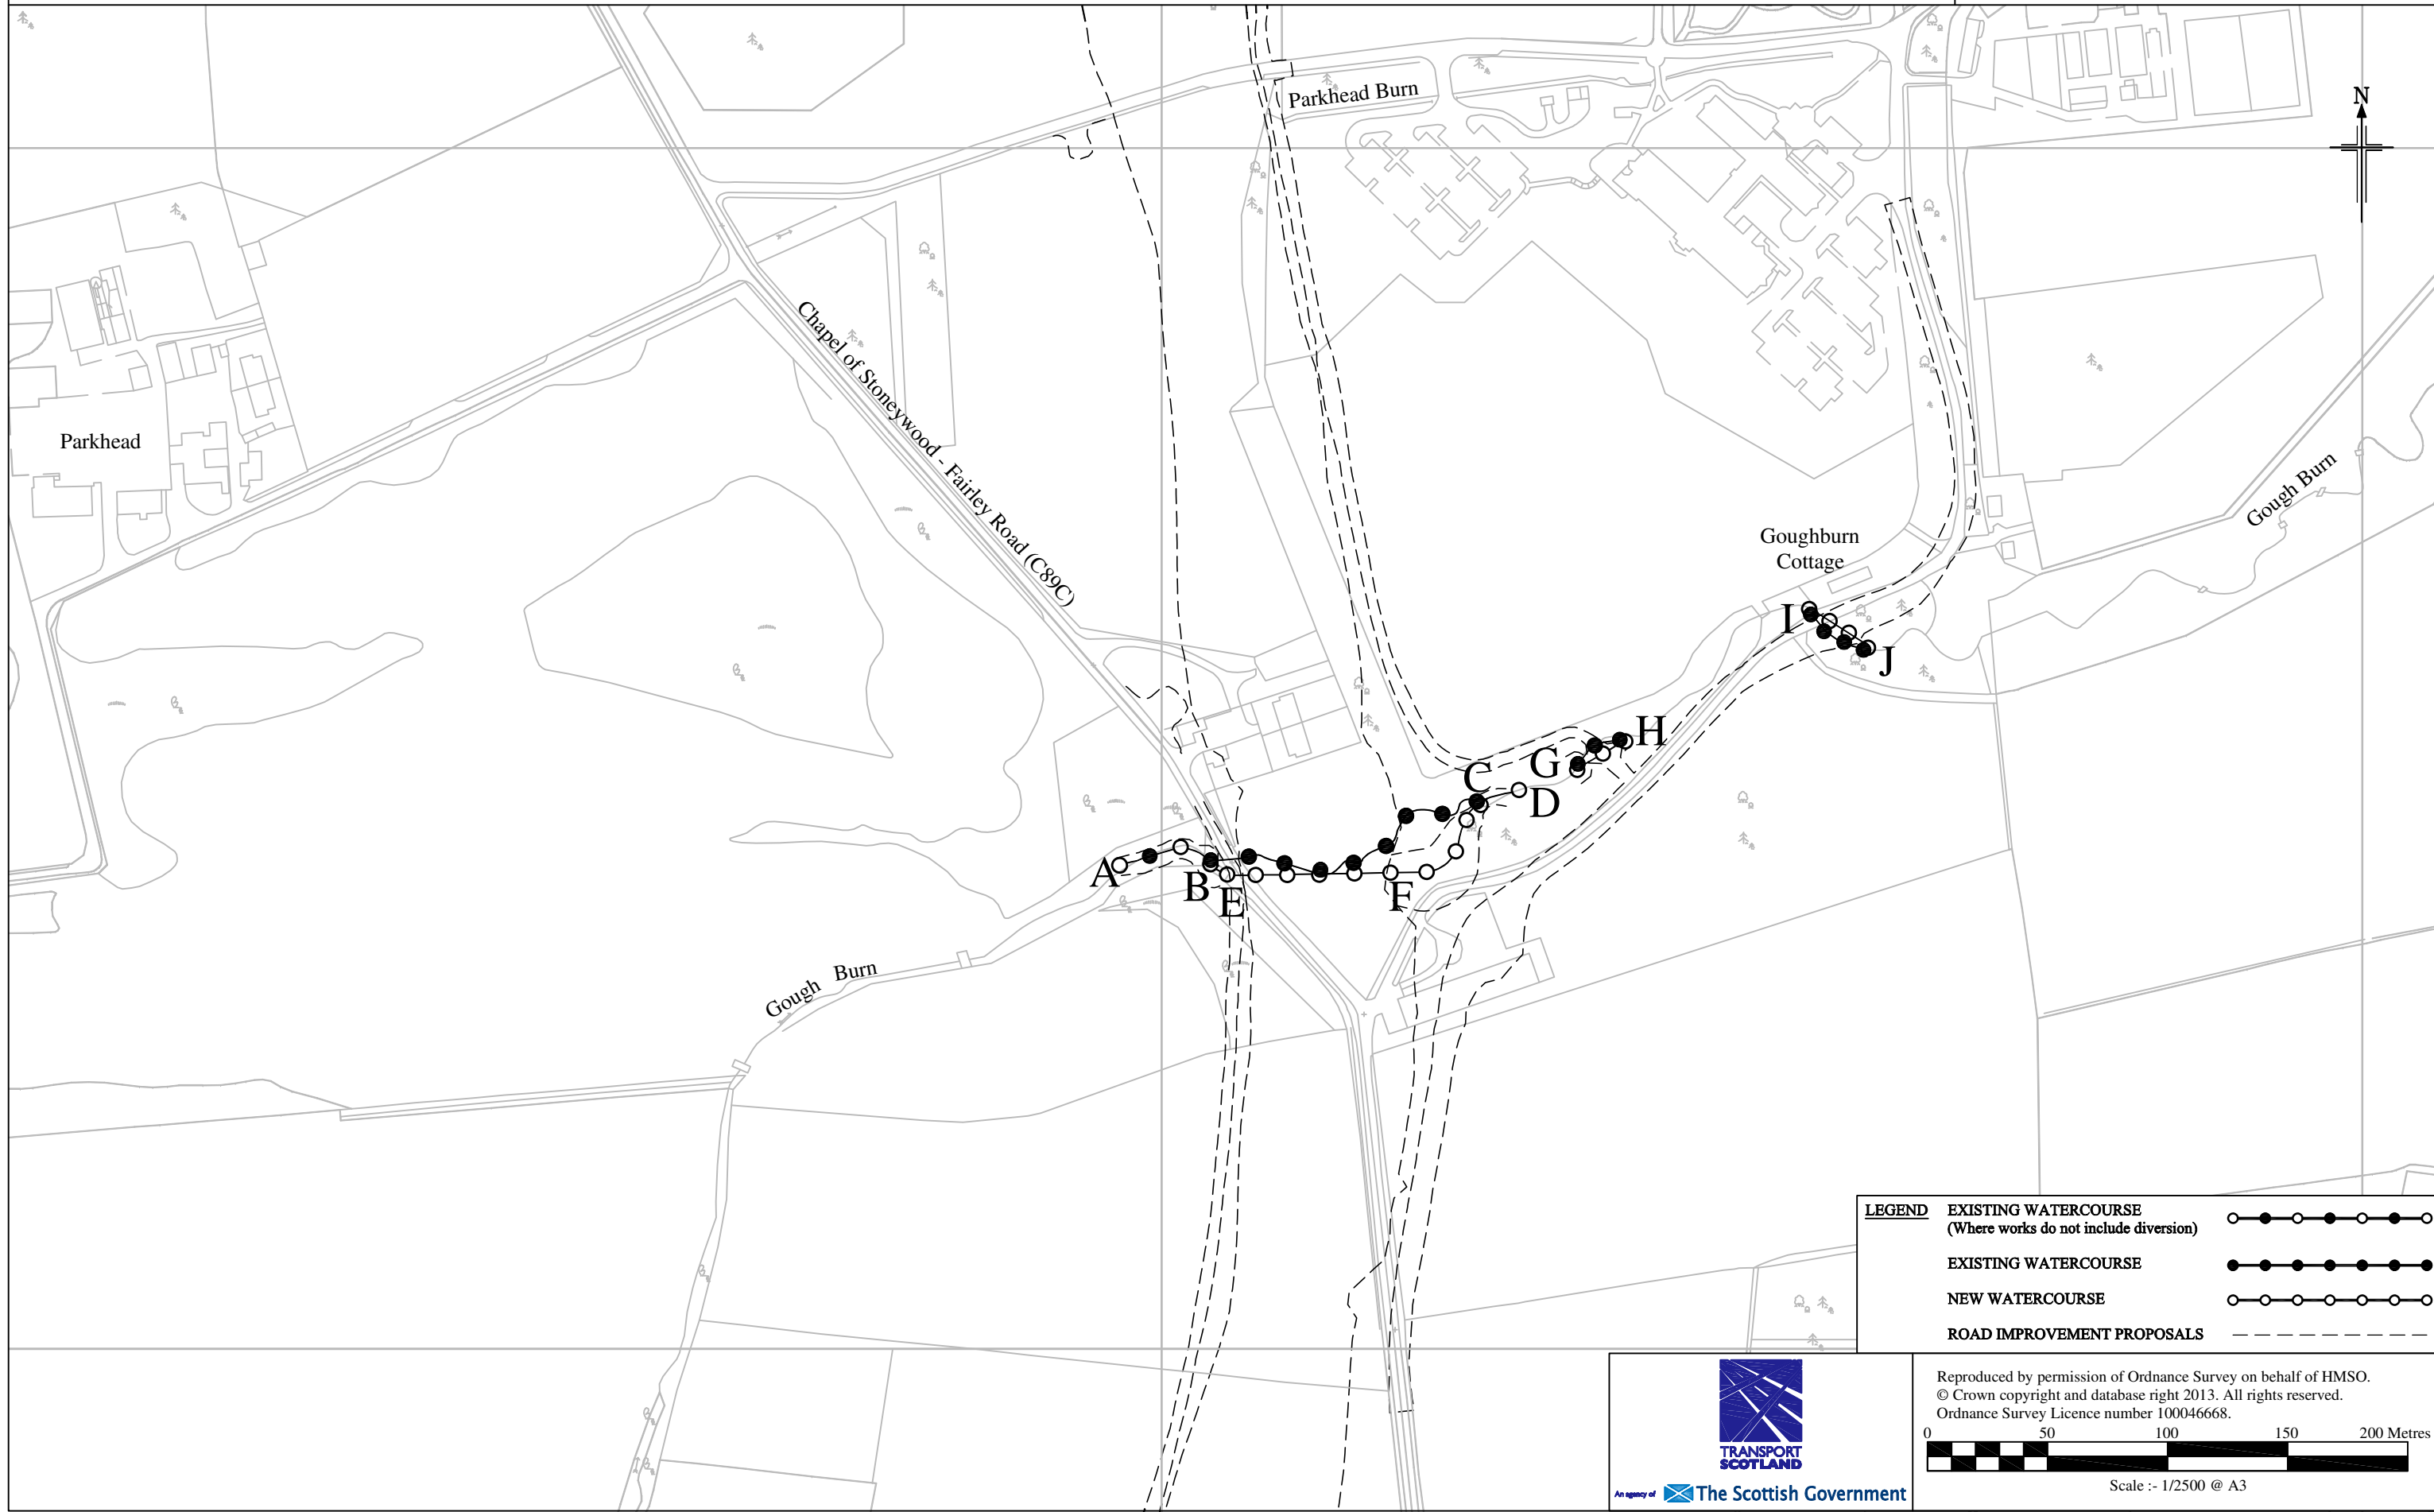 N
Parkhead Burn
Chapel of Stoneywood - Fairley Road (C89C)
Parkhead
Gough Burn
Goughburn
Cottage
I
J
H
G
C
D
A
B
E
F
Gough Burn
LEGEND
EXISTING WATERCOURSE
(Where works do not include diversion)
EXISTING WATERCOURSE
NEW WATERCOURSE
ROAD IMPROVEMENT PROPOSALS
TRANSPORT
SCOTLAND
An agency of The Scottish Government
Reproduced by permission of Ordnance Survey on behalf of HMSO.
© Crown copyright and database right 2013. All rights reserved.
Ordnance Survey Licence number 100046668.
0 50 100 150 200 Metres
Scale :- 1/2500 @ A3